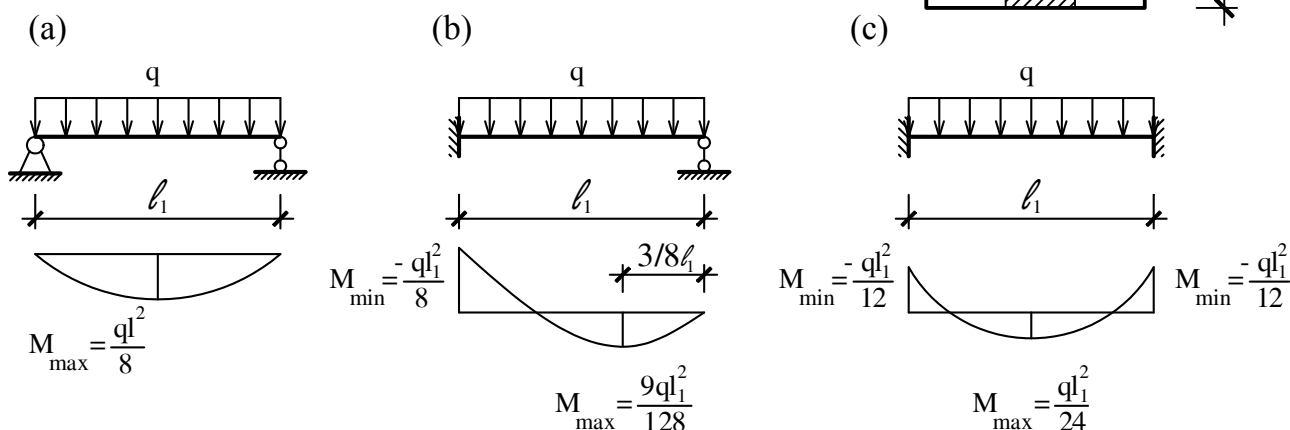 (a) (b) (c)
q q q
ℓ₁ ℓ₁ ℓ₁
3/8ℓ₁
M_max = ql²/8
M_min = - ql₁²/8
M_max = 9ql₁²/128
M_min = - ql₁²/12
M_min = - ql₁²/12
M_max = ql₁²/24